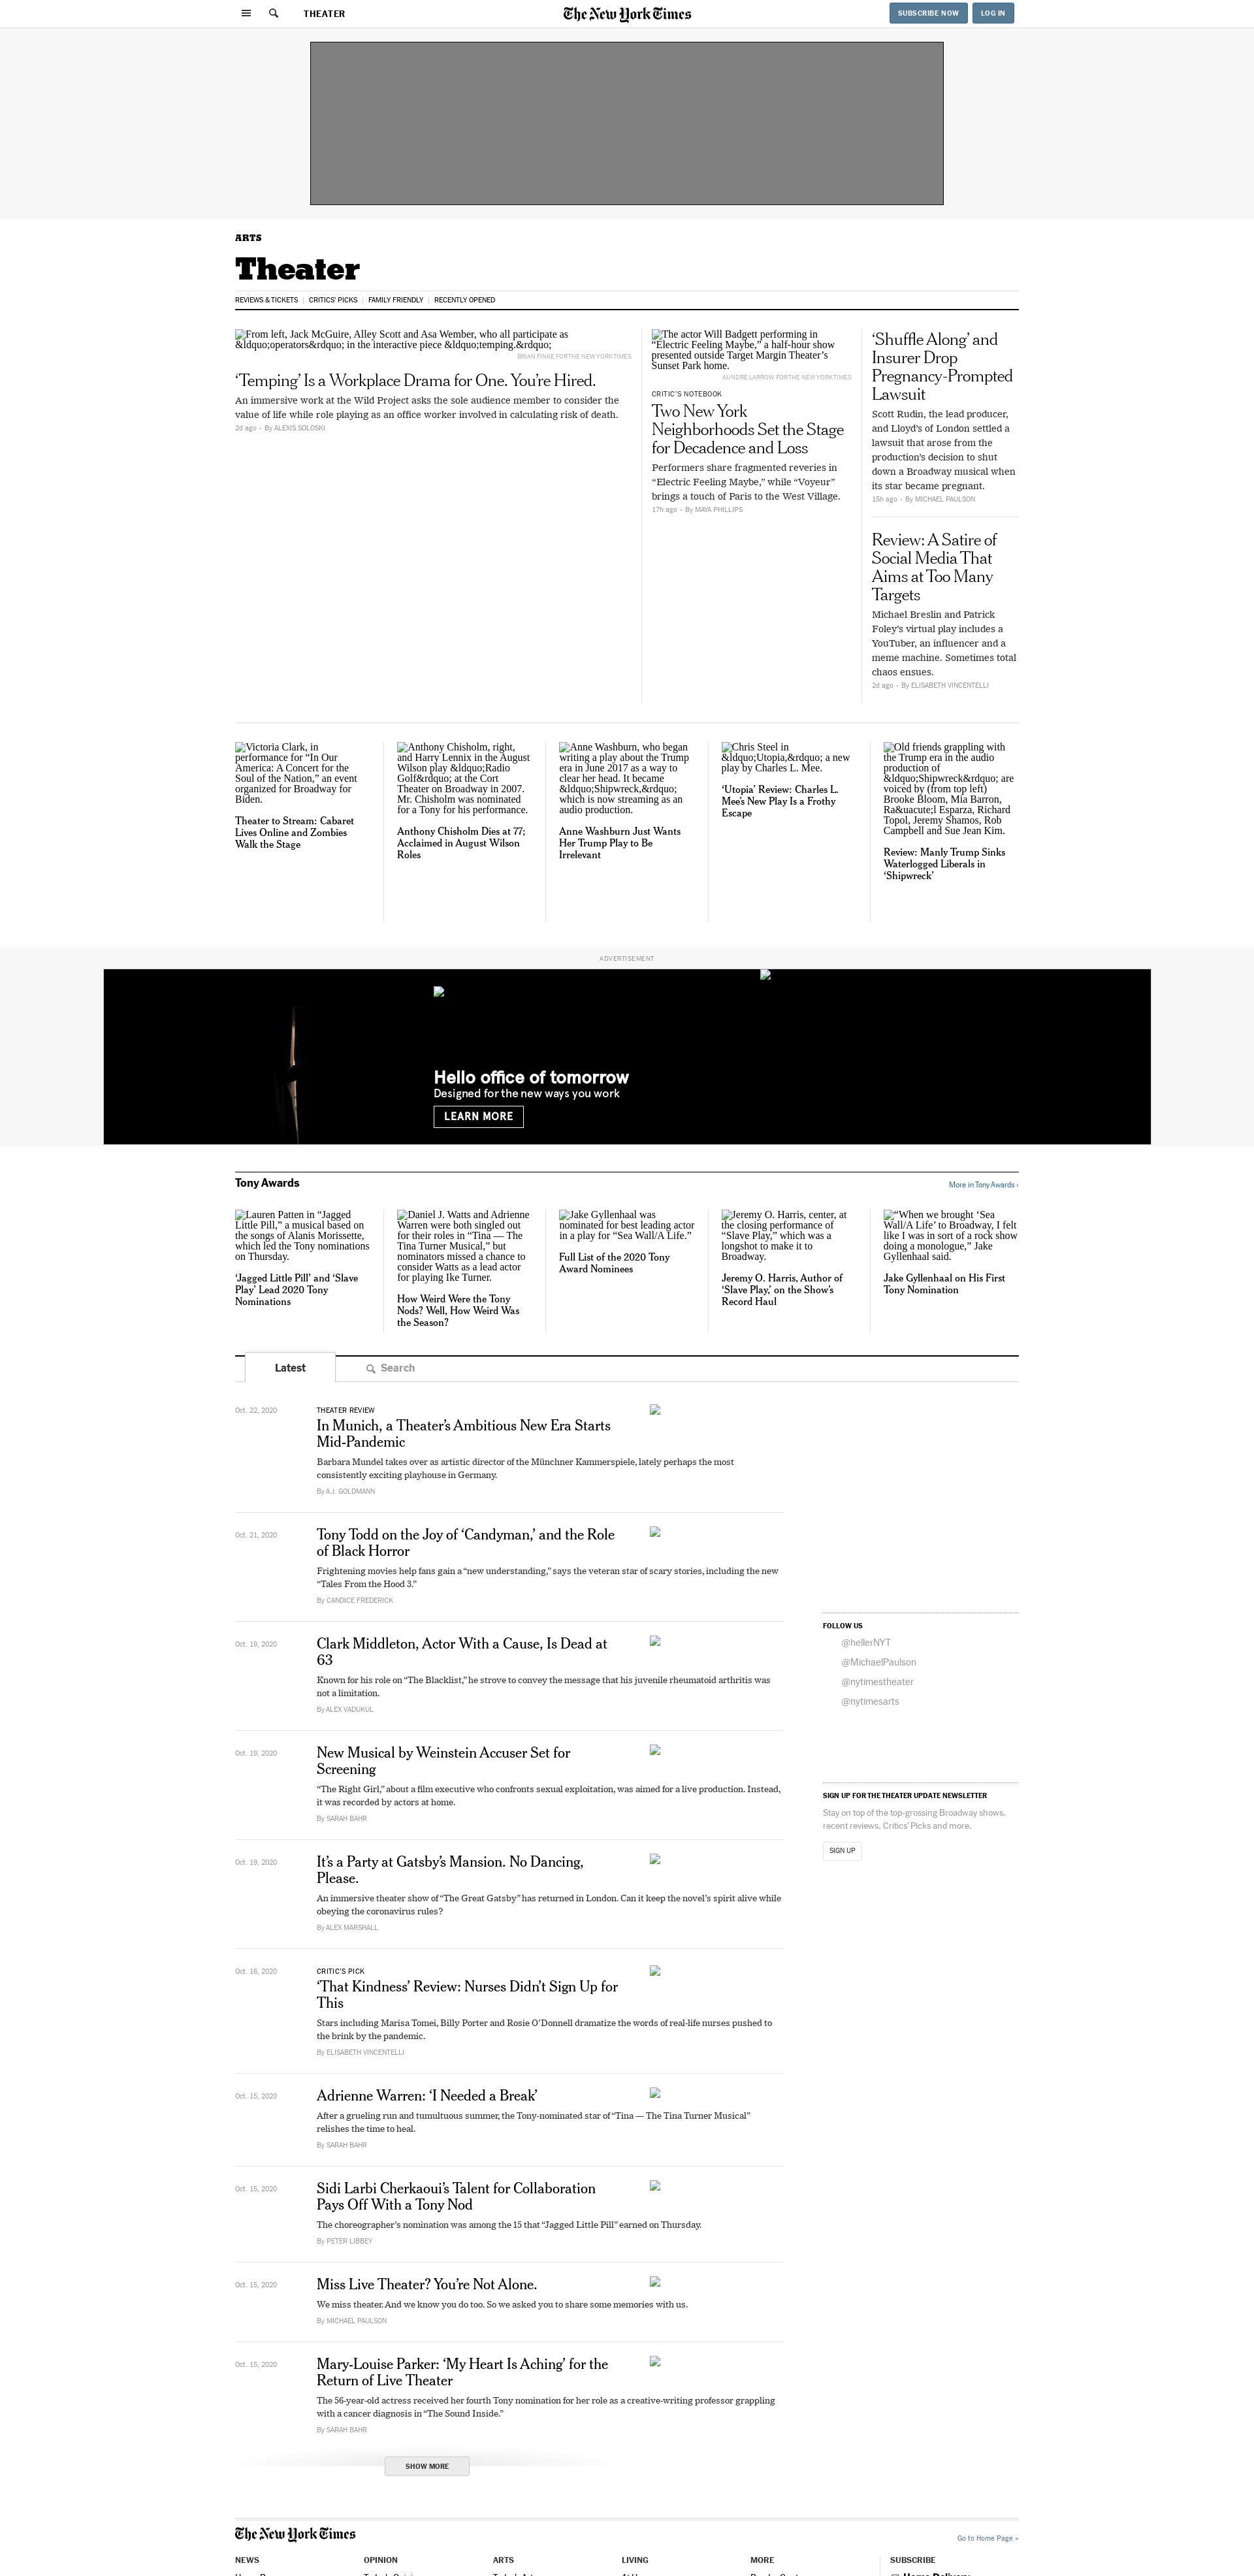 THEATER
The New York Times
SUBSCRIBE NOW
LOG IN
ARTS
Theater
REVIEWS & TICKETS
CRITICS' PICKS
FAMILY FRIENDLY
RECENTLY OPENED
From left, Jack McGuire, Alley Scott and Asa Wember, who all participate as
&ldquo;operators&rdquo; in the interactive piece &ldquo;temping.&rdquo;
BRIAN FINKE FOR THE NEW YORK TIMES
‘Temping’ Is a Workplace Drama for One. You’re Hired.
An immersive work at the Wild Project asks the sole audience member to consider the
value of life while role playing as an office worker involved in calculating risk of death.
2d ago • By ALEXIS SOLOSKI
The actor Will Badgett performing in
“Electric Feeling Maybe,” a half-hour show
presented outside Target Margin Theater’s
Sunset Park home.
AUNDRE LARROW FOR THE NEW YORK TIMES
CRITIC’S NOTEBOOK
Two New York
Neighborhoods Set the Stage
for Decadence and Loss
Performers share fragmented reveries in
“Electric Feeling Maybe,” while “Voyeur”
brings a touch of Paris to the West Village.
17h ago • By MAYA PHILLIPS
‘Shuffle Along’ and
Insurer Drop
Pregnancy-Prompted
Lawsuit
Scott Rudin, the lead producer,
and Lloyd’s of London settled a
lawsuit that arose from the
production’s decision to shut
down a Broadway musical when
its star became pregnant.
15h ago • By MICHAEL PAULSON
Review: A Satire of
Social Media That
Aims at Too Many
Targets
Michael Breslin and Patrick
Foley’s virtual play includes a
YouTuber, an influencer and a
meme machine. Sometimes total
chaos ensues.
2d ago • By ELISABETH VINCENTELLI
Victoria Clark, in
performance for “In Our
America: A Concert for the
Soul of the Nation,” an event
organized for Broadway for
Biden.
Theater to Stream: Cabaret
Lives Online and Zombies
Walk the Stage
Anthony Chisholm, right,
and Harry Lennix in the August
Wilson play &ldquo;Radio
Golf&rdquo; at the Cort
Theater on Broadway in 2007.
Mr. Chisholm was nominated
for a Tony for his performance.
Anthony Chisholm Dies at 77;
Acclaimed in August Wilson
Roles
Anne Washburn, who began
writing a play about the Trump
era in June 2017 as a way to
clear her head. It became
&ldquo;Shipwreck,&rdquo;
which is now streaming as an
audio production.
Anne Washburn Just Wants
Her Trump Play to Be
Irrelevant
Chris Steel in
&ldquo;Utopia,&rdquo; a new
play by Charles L. Mee.
‘Utopia’ Review: Charles L.
Mee’s New Play Is a Frothy
Escape
Old friends grappling with
the Trump era in the audio
production of
&ldquo;Shipwreck&rdquo; are
voiced by (from top left)
Brooke Bloom, Mia Barron,
Ra&uacute;l Esparza, Richard
Topol, Jeremy Shamos, Rob
Campbell and Sue Jean Kim.
Review: Manly Trump Sinks
Waterlogged Liberals in
‘Shipwreck’
ADVERTISEMENT
Hello office of tomorrow
Designed for the new ways you work
LEARN MORE
Tony Awards
More in Tony Awards ›
Lauren Patten in “Jagged
Little Pill,” a musical based on
the songs of Alanis Morissette,
which led the Tony nominations
on Thursday.
‘Jagged Little Pill’ and ‘Slave
Play’ Lead 2020 Tony
Nominations
Daniel J. Watts and Adrienne
Warren were both singled out
for their roles in “Tina — The
Tina Turner Musical,” but
nominators missed a chance to
consider Watts as a lead actor
for playing Ike Turner.
How Weird Were the Tony
Nods? Well, How Weird Was
the Season?
Jake Gyllenhaal was
nominated for best leading actor
in a play for “Sea Wall/A Life.”
Full List of the 2020 Tony
Award Nominees
Jeremy O. Harris, center, at
the closing performance of
“Slave Play,” which was a
longshot to make it to
Broadway.
Jeremy O. Harris, Author of
‘Slave Play,’ on the Show’s
Record Haul
“When we brought ‘Sea
Wall/A Life’ to Broadway, I felt
like I was in sort of a rock show
doing a monologue,” Jake
Gyllenhaal said.
Jake Gyllenhaal on His First
Tony Nomination
Latest
Search
Oct. 22, 2020
THEATER REVIEW
In Munich, a Theater’s Ambitious New Era Starts
Mid-Pandemic
Barbara Mundel takes over as artistic director of the Münchner Kammerspiele, lately perhaps the most
consistently exciting playhouse in Germany.
By A.J. GOLDMANN
Oct. 21, 2020
Tony Todd on the Joy of ‘Candyman,’ and the Role
of Black Horror
Frightening movies help fans gain a “new understanding,” says the veteran star of scary stories, including the new
“Tales From the Hood 3.”
By CANDICE FREDERICK
Oct. 19, 2020
Clark Middleton, Actor With a Cause, Is Dead at
63
Known for his role on “The Blacklist,” he strove to convey the message that his juvenile rheumatoid arthritis was
not a limitation.
By ALEX VADUKUL
Oct. 19, 2020
New Musical by Weinstein Accuser Set for
Screening
“The Right Girl,” about a film executive who confronts sexual exploitation, was aimed for a live production. Instead,
it was recorded by actors at home.
By SARAH BAHR
Oct. 19, 2020
It’s a Party at Gatsby’s Mansion. No Dancing,
Please.
An immersive theater show of “The Great Gatsby” has returned in London. Can it keep the novel’s spirit alive while
obeying the coronavirus rules?
By ALEX MARSHALL
Oct. 16, 2020
CRITIC’S PICK
‘That Kindness’ Review: Nurses Didn’t Sign Up for
This
Stars including Marisa Tomei, Billy Porter and Rosie O’Donnell dramatize the words of real-life nurses pushed to
the brink by the pandemic.
By ELISABETH VINCENTELLI
Oct. 15, 2020
Adrienne Warren: ‘I Needed a Break’
After a grueling run and tumultuous summer, the Tony-nominated star of “Tina — The Tina Turner Musical”
relishes the time to heal.
By SARAH BAHR
Oct. 15, 2020
Sidi Larbi Cherkaoui’s Talent for Collaboration
Pays Off With a Tony Nod
The choreographer’s nomination was among the 15 that “Jagged Little Pill” earned on Thursday.
By PETER LIBBEY
Oct. 15, 2020
Miss Live Theater? You’re Not Alone.
We miss theater. And we know you do too. So we asked you to share some memories with us.
By MICHAEL PAULSON
Oct. 15, 2020
Mary-Louise Parker: ‘My Heart Is Aching’ for the
Return of Live Theater
The 56-year-old actress received her fourth Tony nomination for her role as a creative-writing professor grappling
with a cancer diagnosis in “The Sound Inside.”
By SARAH BAHR
SHOW MORE
FOLLOW US
@hellerNYT
@MichaelPaulson
@nytimestheater
@nytimesarts
SIGN UP FOR THE THEATER UPDATE NEWSLETTER
Stay on top of the top-grossing Broadway shows,
recent reviews, Critics’ Picks and more.
SIGN UP
The New York Times
Go to Home Page »
NEWS
OPINION
ARTS
LIVING
MORE
SUBSCRIBE